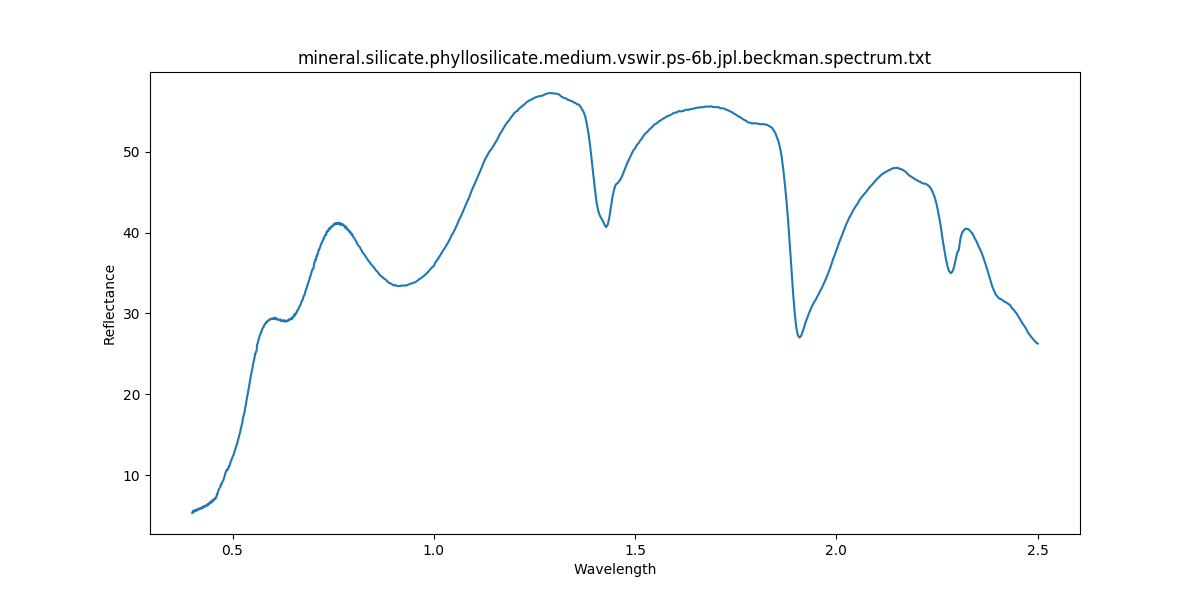 mineral.silicate.phyllosilicate.medium.vswir.ps-6b.jpl.beckman.spectrum.txt
Reflectance
50
40
30
20
10
0.5 1.0 1.5 2.0 2.5
Wavelength